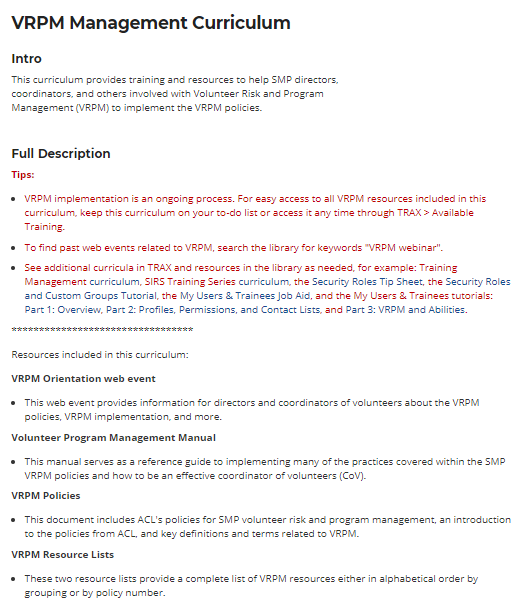 VRPM Management Curriculum
Intro
This curriculum provides training and resources to help SMP directors,
coordinators, and others involved with Volunteer Risk and Program
Management (VRPM) to implement the VRPM policies.
Full Description
Tips:
• VRPM implementation is an ongoing process. For easy access to all VRPM resources included in this
curriculum, keep this curriculum on your to-do list or access it any time through TRAX > Available
Training.
• To find past web events related to VRPM, search the library for keywords "VRPM webinar".
• See additional curricula in TRAX and resources in the library as needed, for example: Training
Management curriculum, SIRS Training Series curriculum, the Security Roles Tip Sheet, the Security Roles
and Custom Groups Tutorial, the My Users & Trainees Job Aid, and the My Users & Trainees tutorials:
Part 1: Overview, Part 2: Profiles, Permissions, and Contact Lists, and Part 3: VRPM and Abilities.
*********************************
Resources included in this curriculum:
VRPM Orientation web event
• This web event provides information for directors and coordinators of volunteers about the VRPM
policies, VRPM implementation, and more.
Volunteer Program Management Manual
• This manual serves as a reference guide to implementing many of the practices covered within the SMP
VRPM policies and how to be an effective coordinator of volunteers (CoV).
VRPM Policies
• This document includes ACL's policies for SMP volunteer risk and program management, an introduction
to the policies from ACL, and key definitions and terms related to VRPM.
VRPM Resource Lists
• These two resource lists provide a complete list of VRPM resources either in alphabetical order by
grouping or by policy number.